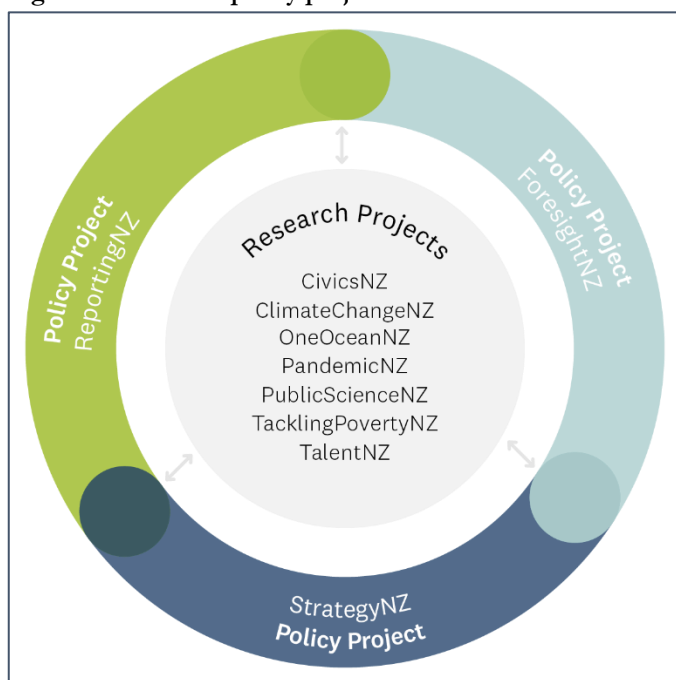 Research Projects
CivicsNZ
ClimateChangeNZ
OneOceanNZ
PandemicNZ
PublicScienceNZ
TacklingPovertyNZ
TalentNZ
Policy Project
ReportingNZ
Policy Project
ForesightNZ
StrategyNZ
Policy Project